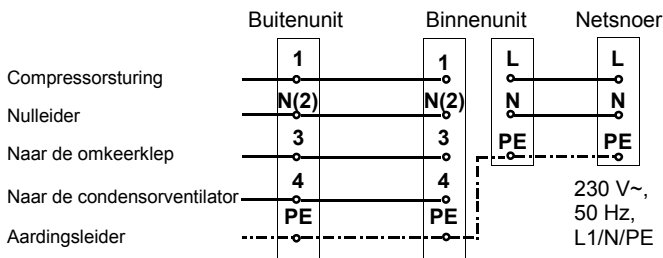 Buitenunit Binnenunit Netsnoer
1 1 L L
Compressorsturing
N(2) N(2) N N
Nulleider
3 3 PE PE
Naar de omkeerklep
4 4
Naar de condensorventilator
PE PE
Aardingsleider
230 V~,
50 Hz,
L1/N/PE